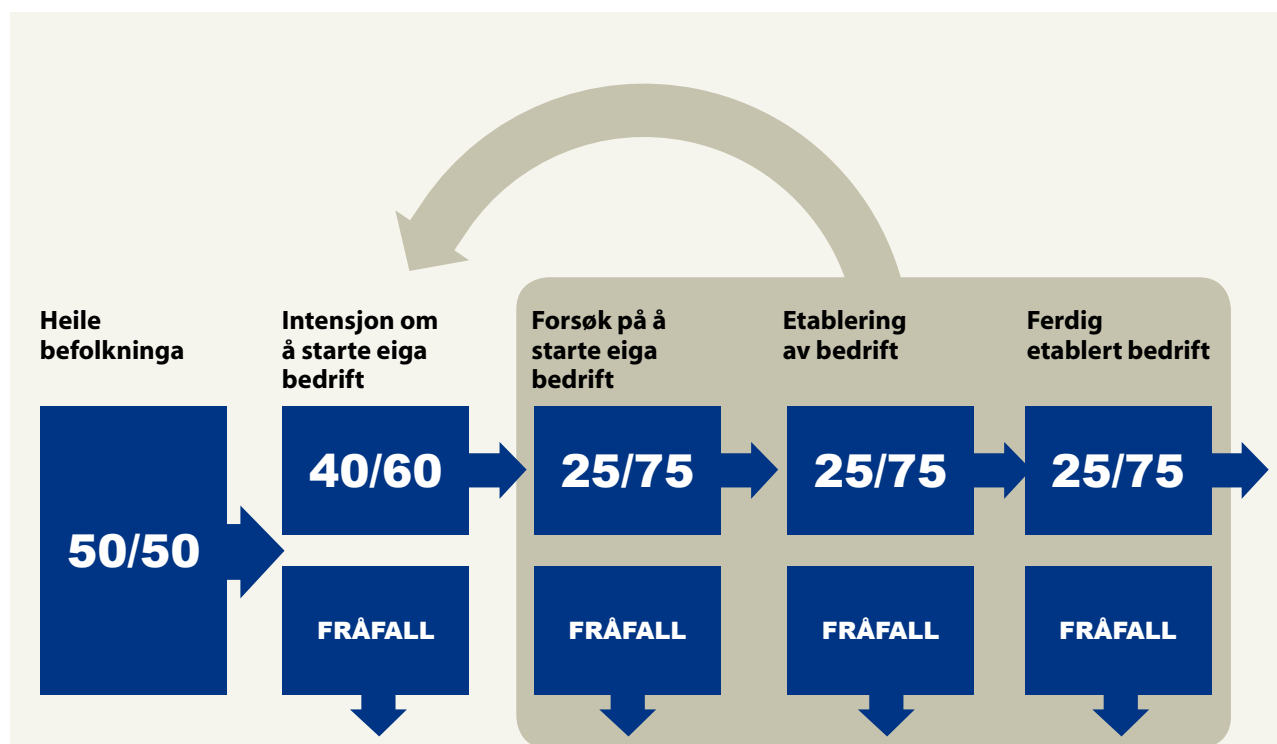 Heile
befolkninga
Intensjon om
å starte eiga
bedrift
Forsøk på å
starte eiga
bedrift
Etablering
av bedrift
Ferdig
etablert bedrift
50/50
40/60
25/75
25/75
25/75
FRÅFALL
FRÅFALL
FRÅFALL
FRÅFALL